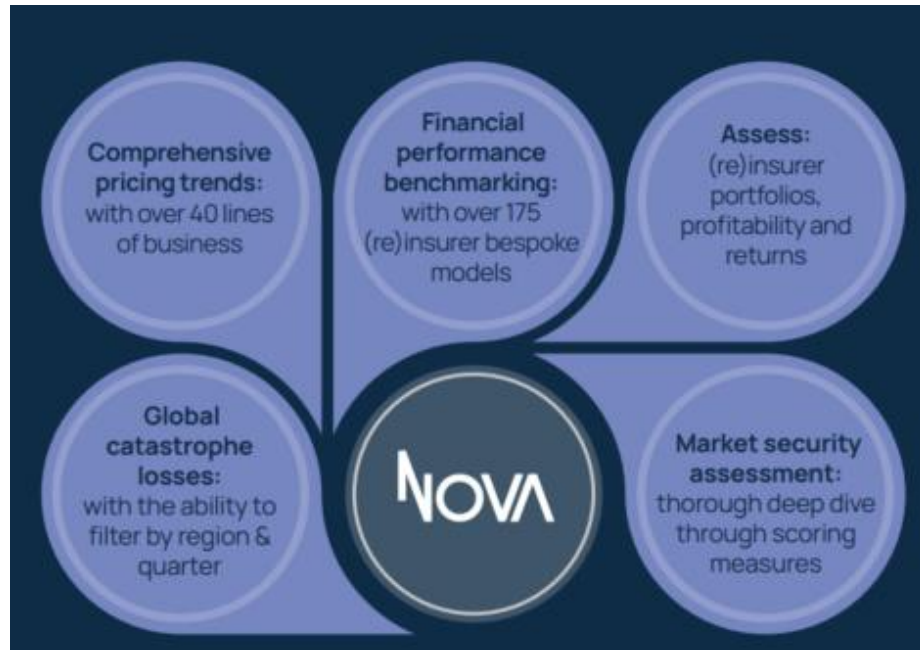 Comprehensive
pricing trends:
with over 40 lines
of business
Financial
performance
benchmarking:
with over 175
(re)insurer bespoke
models
Assess:
(re)insurer
portfolios,
profitability and
returns
Global
catastrophe
losses:
with the ability to
filter by region &
quarter
NOVA
Market security
assessment:
thorough deep dive
through scoring
measures